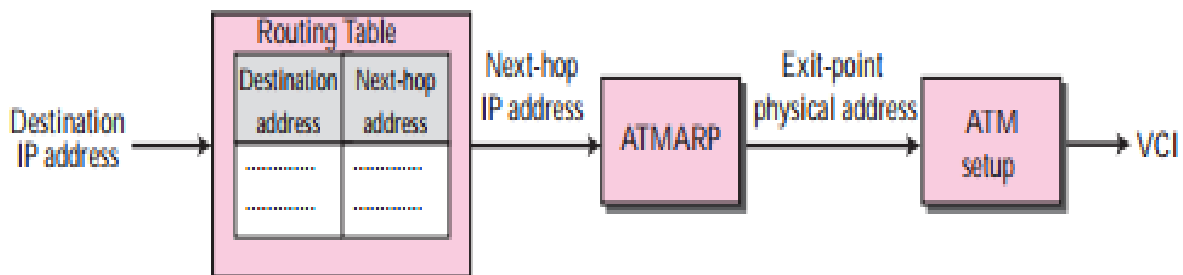 Routing Table
Destination
address
Next-hop
address
...............
...............
...............
...............
Destination
IP address
Next-hop
IP address
ATMARP
Exit-point
physical address
ATM
setup
VCI